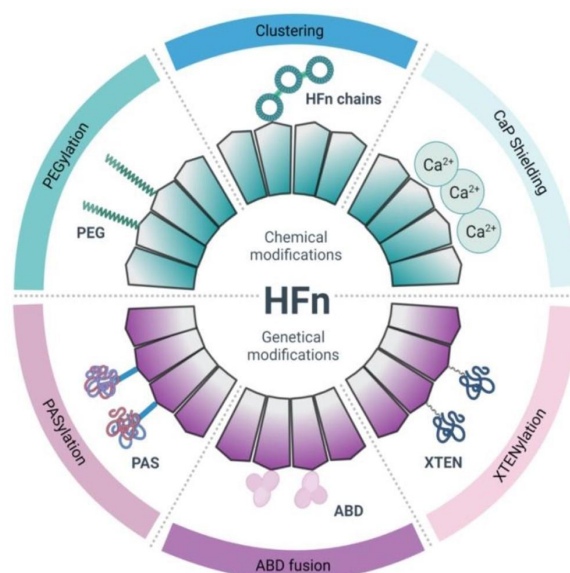 Clustering
HFn chains
PEGylation
PEG
CaP Shielding
Ca²⁺
Ca²⁺
Ca²⁺
Chemical
modifications
HFn
Genetical
modifications
PASylation
PAS
ABD
ABD fusion
XTEN
XTENylation